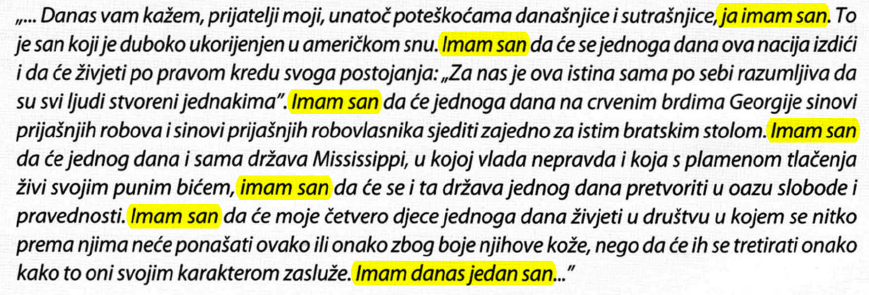 „... Danas vam kažem, prijatelji moji, unatoč poteškoćama današnjice i sutrašnjice, ja imam san. To
je san koji je duboko ukorijenjen u američkom snu. Imam san da će se jednoga dana ova nacija izdići
i da će živjeti po pravom kredu svoga postojanja: „Za nas je ova istina sama po sebi razumljiva da
su svi ljudi stvoreni jednakima”. Imam san da će jednoga dana na crvenim brdima Georgije sinovi
prijašnjih robova i sinovi prijašnjih robovlasnika sjediti zajedno za istim bratskim stolom. Imam san
da će jednog dana i sama država Mississippi, u kojoj vlada nepravda i koja s plamenom tlačenja
živi svojim punim bićem, imam san da će se i ta država jednog dana pretvoriti u oazu slobode i
pravednosti. Imam san da će moje četvero djece jednoga dana živjeti u društvu u kojem se nitko
prema njima neće ponašati ovako ili onako zbog boje njihove kože, nego da će ih se tretirati onako
kako to oni svojim karakterom zasluže. Imam danas jedan san...”